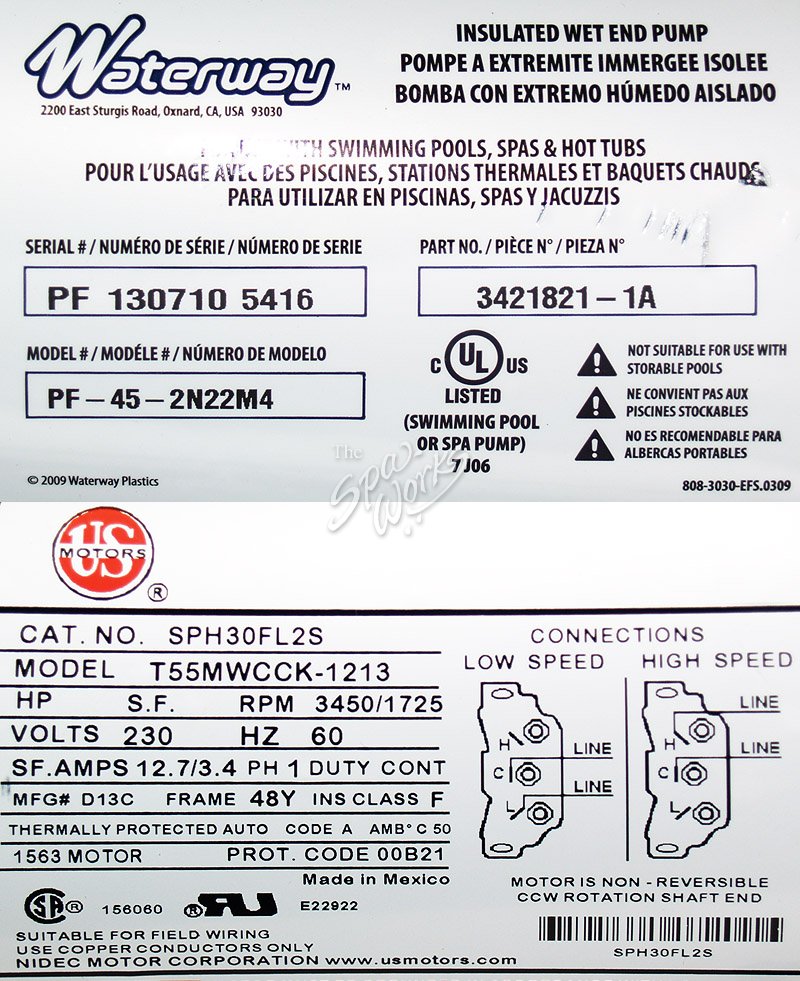 Waterway™
2200 East Sturgis Road, Oxnard, CA, USA 93030
INSULATED WET END PUMP
POMPE A EXTREMITE IMMERGEE ISOLEE
BOMBA CON EXTREMO HÚMEDO AISLADO
WITH SWIMMING POOLS, SPAS & HOT TUBS
POUR L'USAGE AVEC DES PISCINES, STATIONS THERMALES ET BAQUETS CHAUDS
PARA UTILIZAR EN PISCINAS, SPAS Y JACUZZIS
SERIAL # / NUMÉRO DE SÉRIE / NÚMERO DE SERIE
PF 130710 5416
PART NO. / PIÈCE N° / PIEZA N°
3421821-1A
MODEL # / MODÉLE # / NÚMERO DE MODELO
PF-45-2N22M4
C UL US
LISTED
(SWIMMING POOL
OR SPA PUMP)
7 J06
NOT SUITABLE FOR USE WITH
STORABLE POOLS
NE CONVIENT PAS AUX
PISCINES STOCKABLES
NO ES RECOMENDABLE PARA
ALBERCAS PORTABLES
© 2009 Waterway Plastics
808-3030-EFS.0309
The
Spa
Works
US
MOTORS
®
CAT. NO. SPH30FL2S
MODEL T55MWCCK-1213
HP S.F. RPM 3450/1725
VOLTS 230 HZ 60
SF. AMPS 12.7/3.4 PH 1 DUTY CONT
MFG# D13C FRAME 48Y INS CLASS F
THERMALLY PROTECTED AUTO CODE A AMB° C 50
1563 MOTOR PROT. CODE 00B21
Made in Mexico
SA ® 156060 ® RU E22922
SUITABLE FOR FIELD WIRING
USE COPPER CONDUCTORS ONLY
NIDEC MOTOR CORPORATION www.usmotors.com
CONNECTIONS
LOW SPEED
H
C
L
LINE
LINE
HIGH SPEED
H
C
L
LINE
LINE
MOTOR IS NON - REVERSIBLE
CCW ROTATION SHAFT END
SPH30FL2S